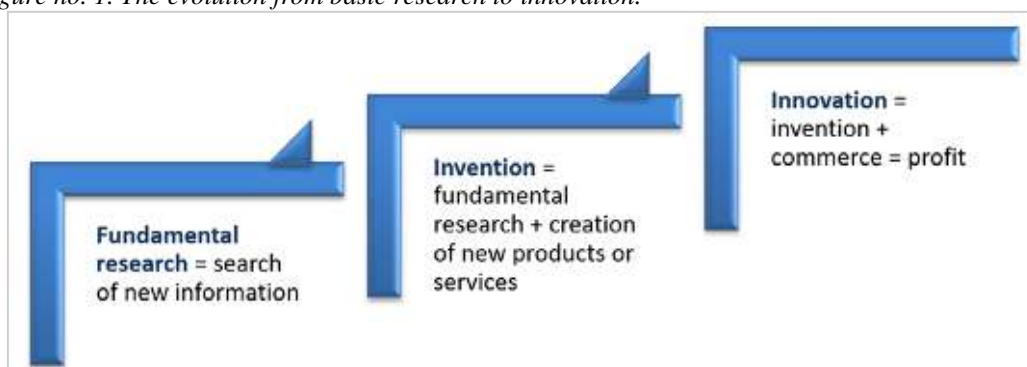 gure no. 1. The evolution from basic research to innovation.
Fundamental
research = search
of new information
Invention =
fundamental
research + creation
of new products or
services
Innovation =
invention +
commerce = profit